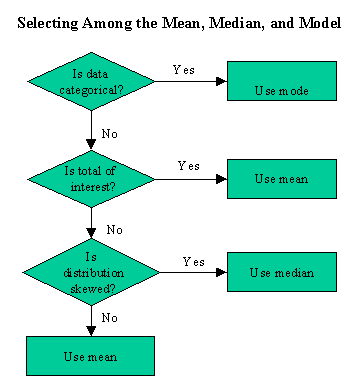 Selecting Among the Mean, Median, and Model
Is data
categorical?
Yes
Use mode
No
Is total of
interest?
Yes
Use mean
No
Is
distribution
skewed?
Yes
Use median
No
Use mean